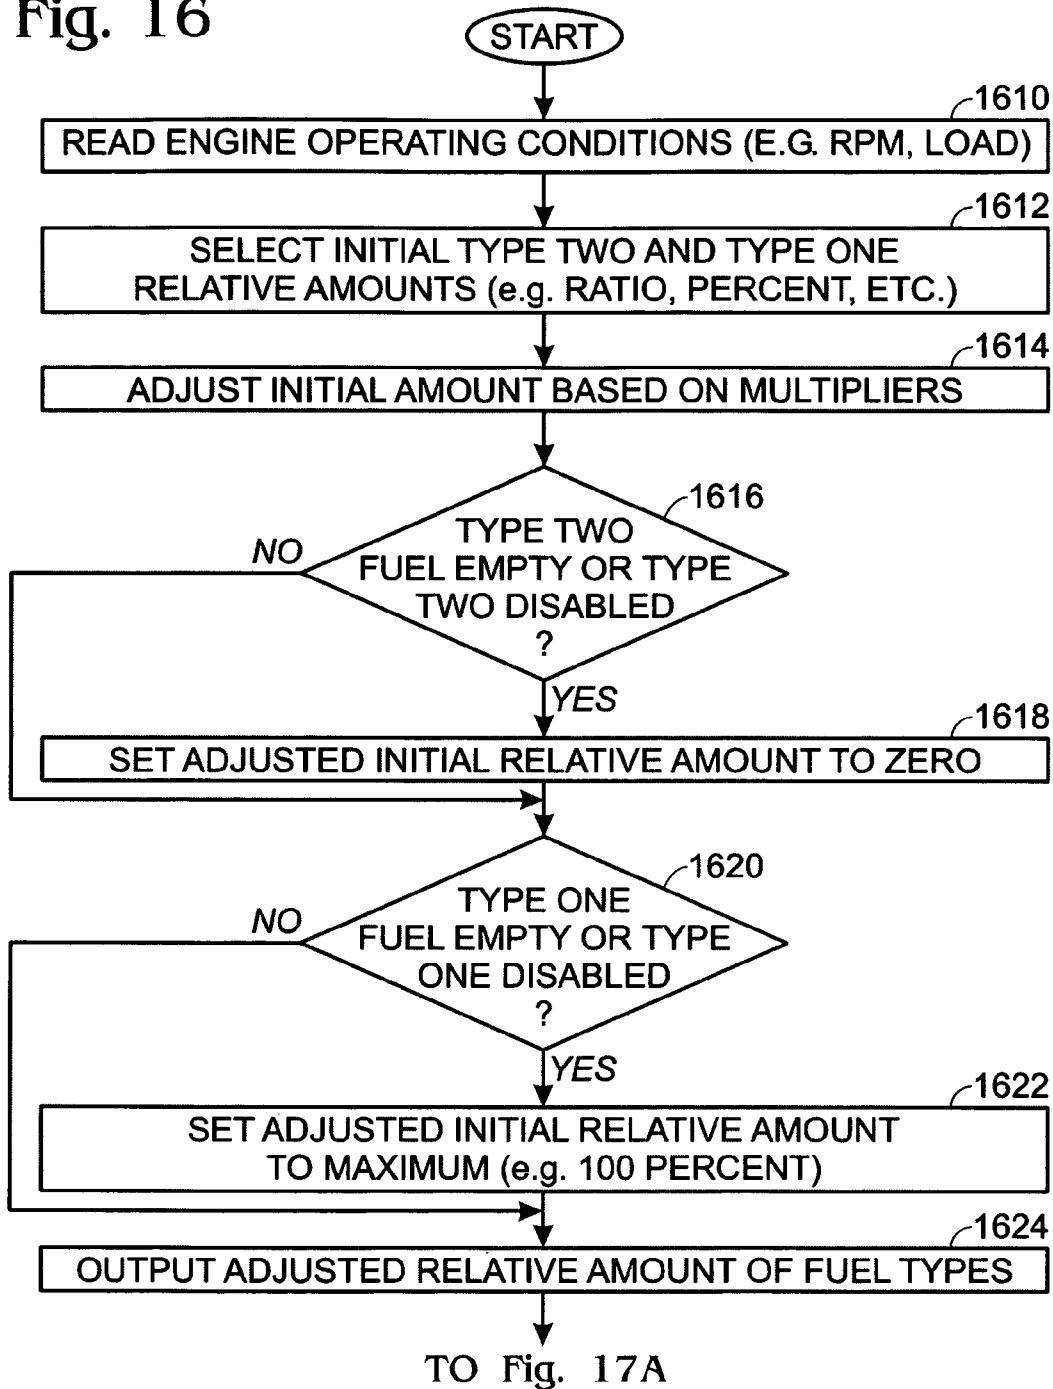 Fig. 16
START
1610
READ ENGINE OPERATING CONDITIONS (E.G. RPM, LOAD)
1612
SELECT INITIAL TYPE TWO AND TYPE ONE
RELATIVE AMOUNTS (e.g. RATIO, PERCENT, ETC.)
1614
ADJUST INITIAL AMOUNT BASED ON MULTIPLIERS
1616
TYPE TWO
NO
FUEL EMPTY OR TYPE
TWO DISABLED
?
YES
1618
SET ADJUSTED INITIAL RELATIVE AMOUNT TO ZERO
1620
TYPE ONE
NO
FUEL EMPTY OR TYPE
ONE DISABLED
?
YES
1622
SET ADJUSTED INITIAL RELATIVE AMOUNT
TO MAXIMUM (e.g. 100 PERCENT)
1624
OUTPUT ADJUSTED RELATIVE AMOUNT OF FUEL TYPES
TO Fig. 17A